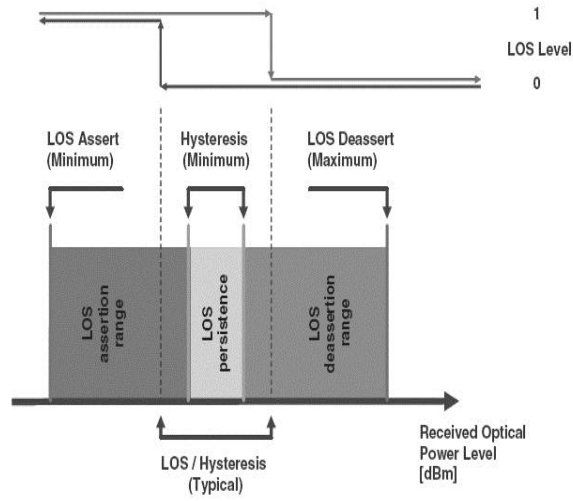 1
LOS Level
0
LOS Assert
(Minimum)
Hysteresis
(Minimum)
LOS Deassert
(Maximum)
LOS
assertion
range
LOS
persistence
LOS
deassertion
range
Received Optical
Power Level
[dBm]
LOS / Hysteresis
(Typical)